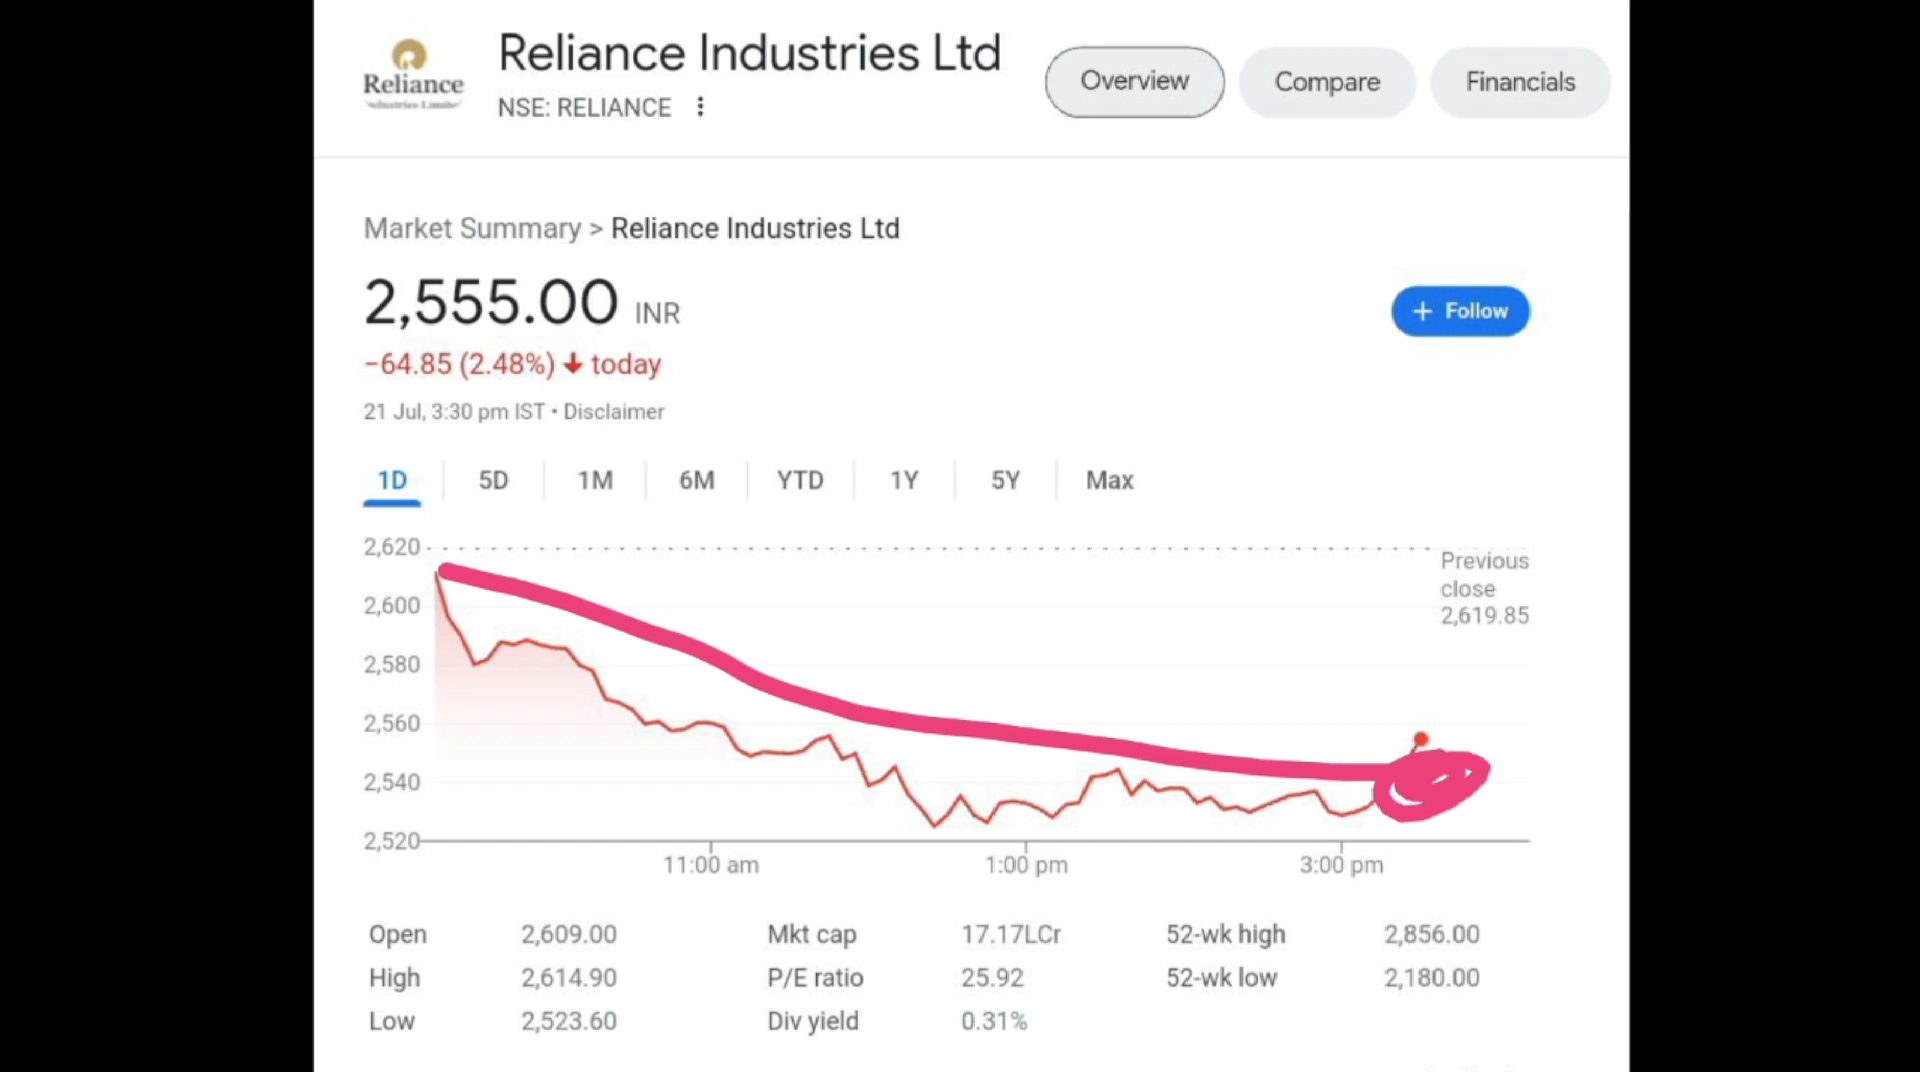 Reliance
Industries Limited
Reliance Industries Ltd
NSE: RELIANCE
Overview
Compare
Financials
Market Summary > Reliance Industries Ltd
2,555.00 INR
+ Follow
−64.85 (2.48%) ↓ today
21 Jul, 3:30 pm IST • Disclaimer
1D 5D 1M 6M YTD 1Y 5Y Max
2,620
Previous
close
2,619.85
2,600
2,580
2,560
2,540
2,520
11:00 am 1:00 pm 3:00 pm
Open 2,609.00 Mkt cap 17.17LCr 52-wk high 2,856.00
High 2,614.90 P/E ratio 25.92 52-wk low 2,180.00
Low 2,523.60 Div yield 0.31%